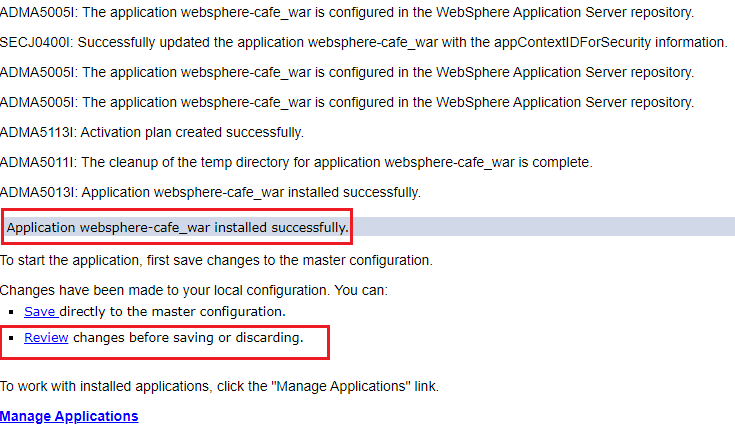 ADMA5005I: The application websphere-cafe_war is configured in the WebSphere Application Server repository.
SECJ0400I: Successfully updated the application websphere-cafe_war with the appContextIDForSecurity information.
ADMA5005I: The application websphere-cafe_war is configured in the WebSphere Application Server repository.
ADMA5005I: The application websphere-cafe_war is configured in the WebSphere Application Server repository.
ADMA5113I: Activation plan created successfully.
ADMA5011I: The cleanup of the temp directory for application websphere-cafe_war is complete.
ADMA5013I: Application websphere-cafe_war installed successfully.
Application websphere-cafe_war installed successfully.
To start the application, first save changes to the master configuration.
Changes have been made to your local configuration. You can:
Save directly to the master configuration.
Review changes before saving or discarding.
To work with installed applications, click the "Manage Applications" link.
Manage Applications